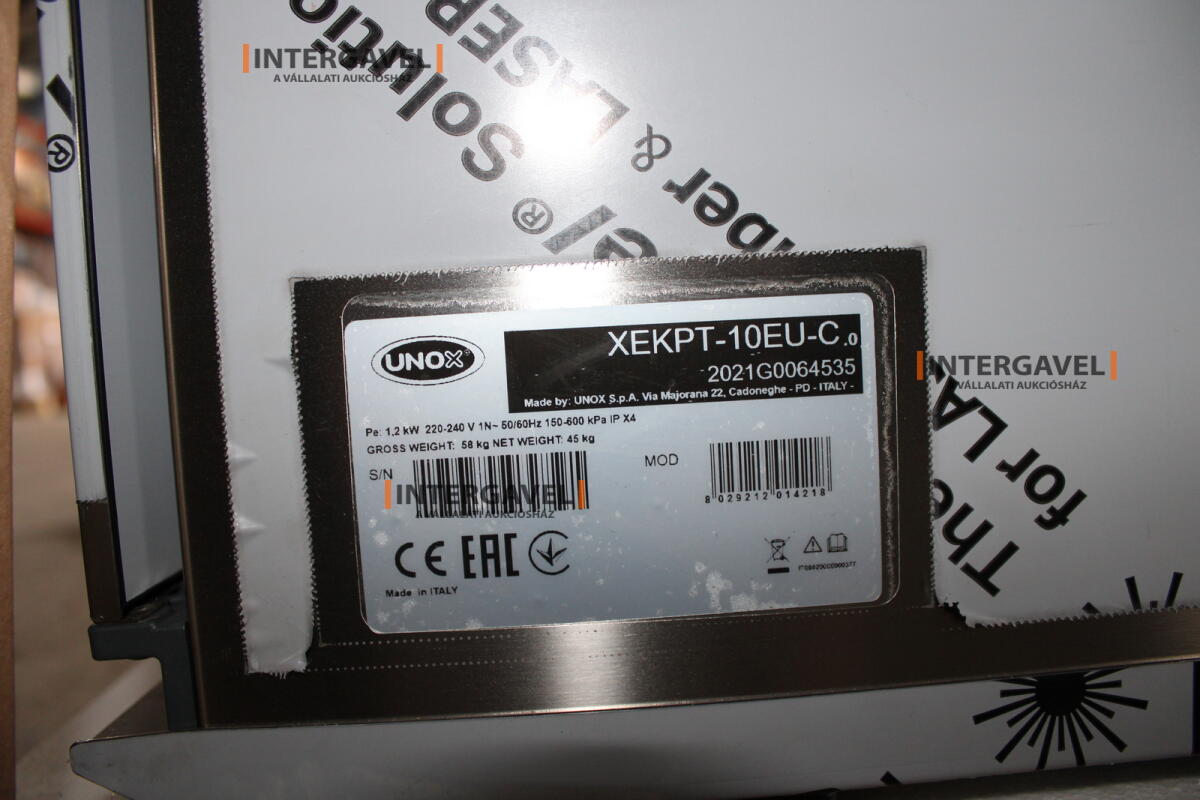 INTERGAVEL
A VÁLLALATI AUKCIÓSHÁZ
Solutio
LASER
&
ber
el®
®
UNOX
XEKPT-10EU-C.0
2021G0064535
Made by: UNOX S.p.A. Via Majorana 22, Cadoneghe - PD - ITALY -
INTERGAVEL
A VÁLLALATI AUKCIÓSHÁZ
Pe: 1,2 kW 220-240 V 1N~ 50/60Hz 150-600 kPa IP X4
GROSS WEIGHT: 58 kg NET WEIGHT: 45 kg
S/N
MOD
8 029212 014218
INTERGAVEL
A VÁLLALATI AUKCIÓSHÁZ
CE EAC
Made in ITALY
The
for LA